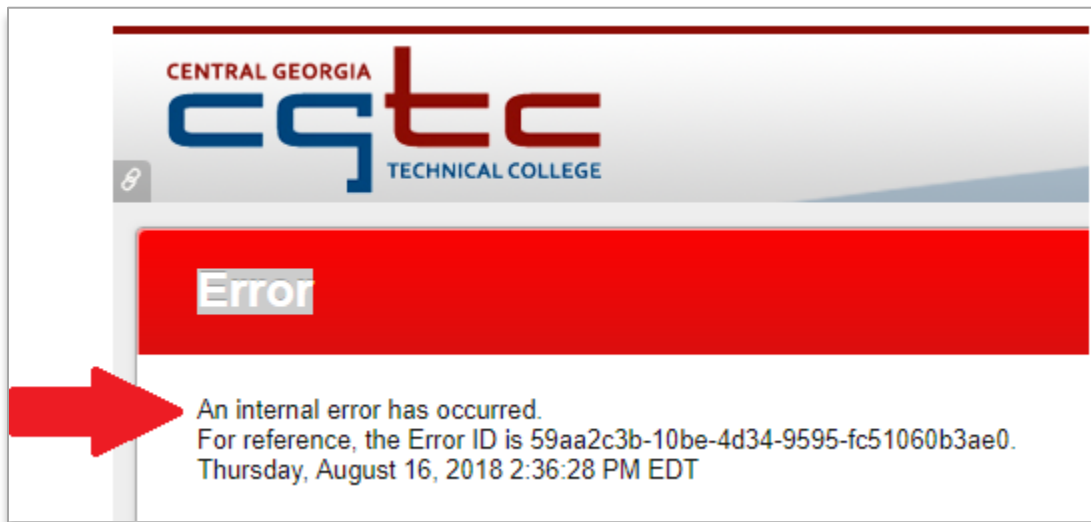 CENTRAL GEORGIA
cgtc
TECHNICAL COLLEGE
Error
An internal error has occurred.
For reference, the Error ID is 59aa2c3b-10be-4d34-9595-fc51060b3ae0.
Thursday, August 16, 2018 2:36:28 PM EDT